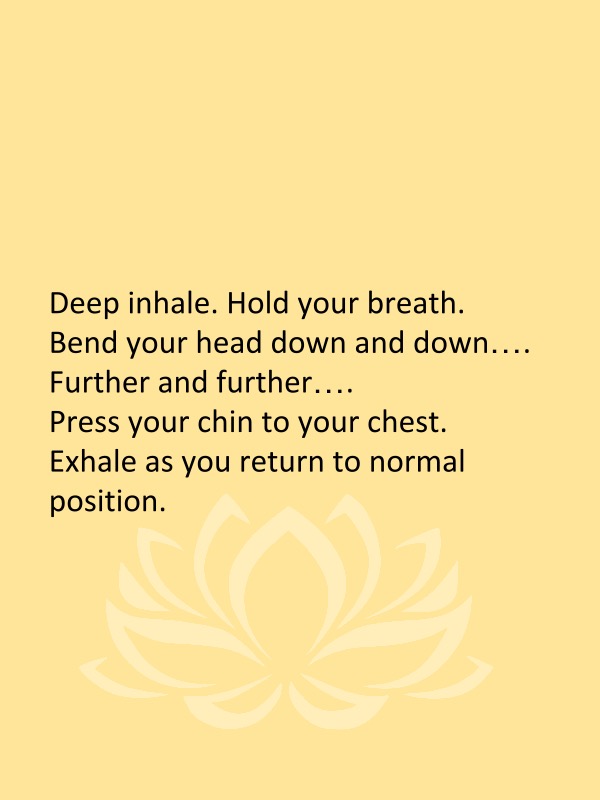 Deep inhale. Hold your breath.
Bend your head down and down….
Further and further….
Press your chin to your chest.
Exhale as you return to normal
position.